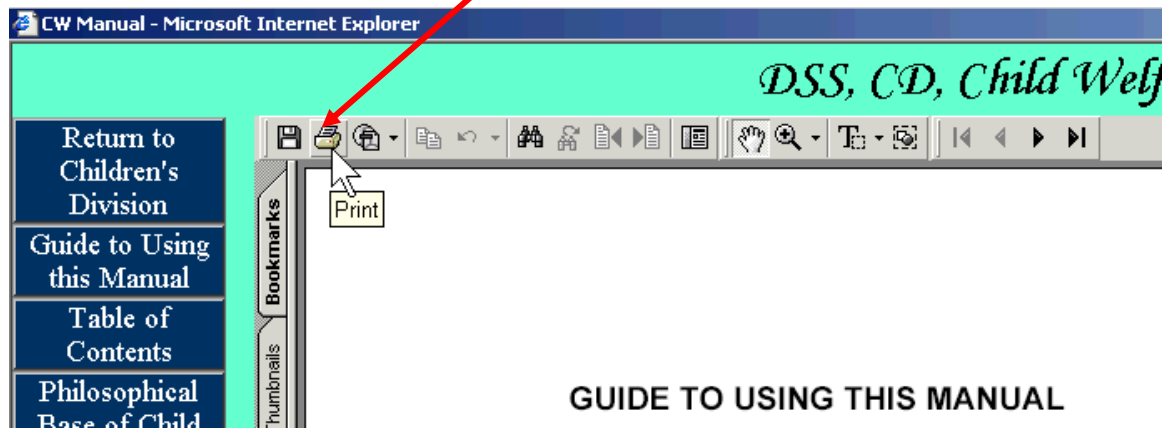 CW Manual - Microsoft Internet Explorer
DSS, CD, Child
Return to
Children's
Division
Guide to Using
this Manual
Table of
Contents
Philosophical
Base of Child
Print
Bookmarks
Thumbnails
GUIDE TO USING THIS MANUAL